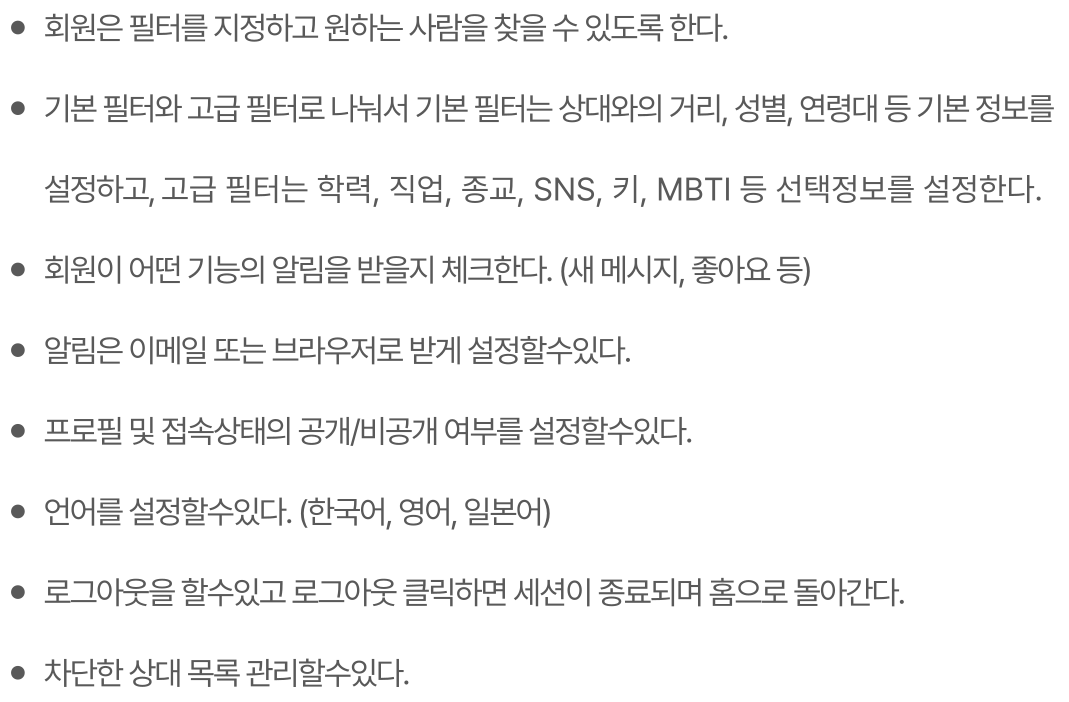 ● 회원은 필터를 지정하고 원하는 사람을 찾을 수 있도록 한다.
● 기본 필터와 고급 필터로 나눠서 기본 필터는 상대와의 거리, 성별, 연령대 등 기본 정보를
설정하고, 고급 필터는 학력, 직업, 종교, SNS, 키, MBTI 등 선택정보를 설정한다.
● 회원이 어떤 기능의 알림을 받을지 체크한다. (새 메시지, 좋아요 등)
● 알림은 이메일 또는 브라우저로 받게 설정할수있다.
● 프로필 및 접속상태의 공개/비공개 여부를 설정할수있다.
● 언어를 설정할수있다. (한국어, 영어, 일본어)
● 로그아웃을 할수있고 로그아웃 클릭하면 세션이 종료되며 홈으로 돌아간다.
● 차단한 상대 목록 관리할수있다.